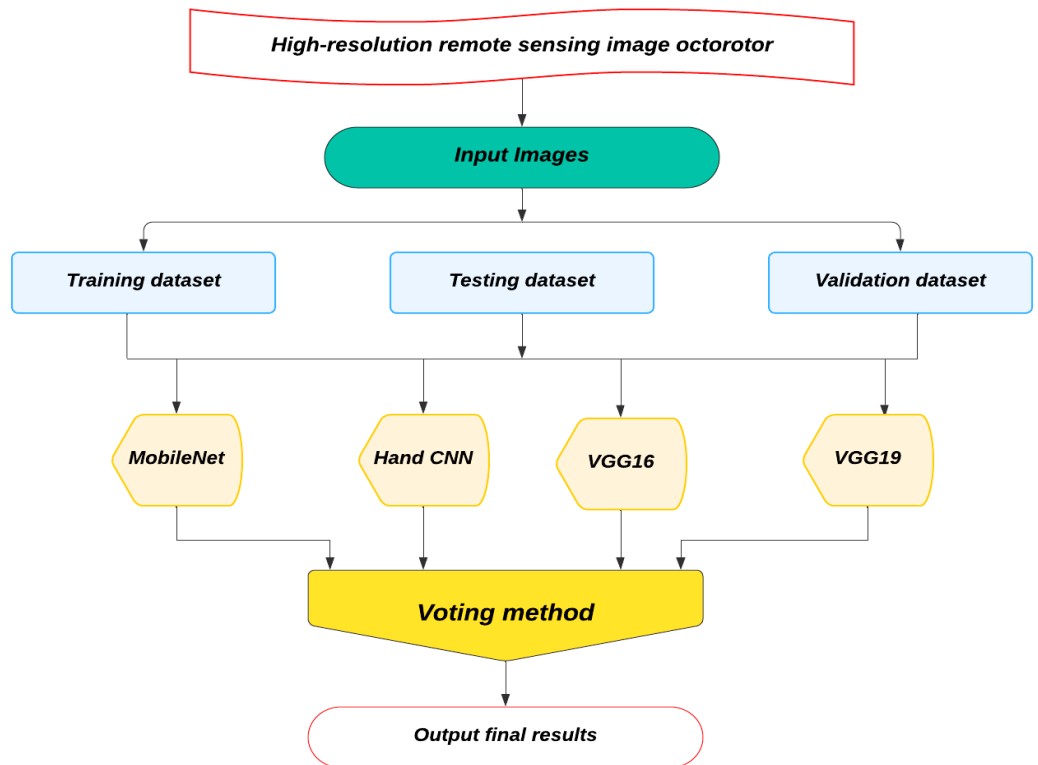 High-resolution remote sensing image octorotor
Input Images
Training dataset
Testing dataset
Validation dataset
MobileNet
Hand CNN
VGG16
VGG19
Voting method
Output final results